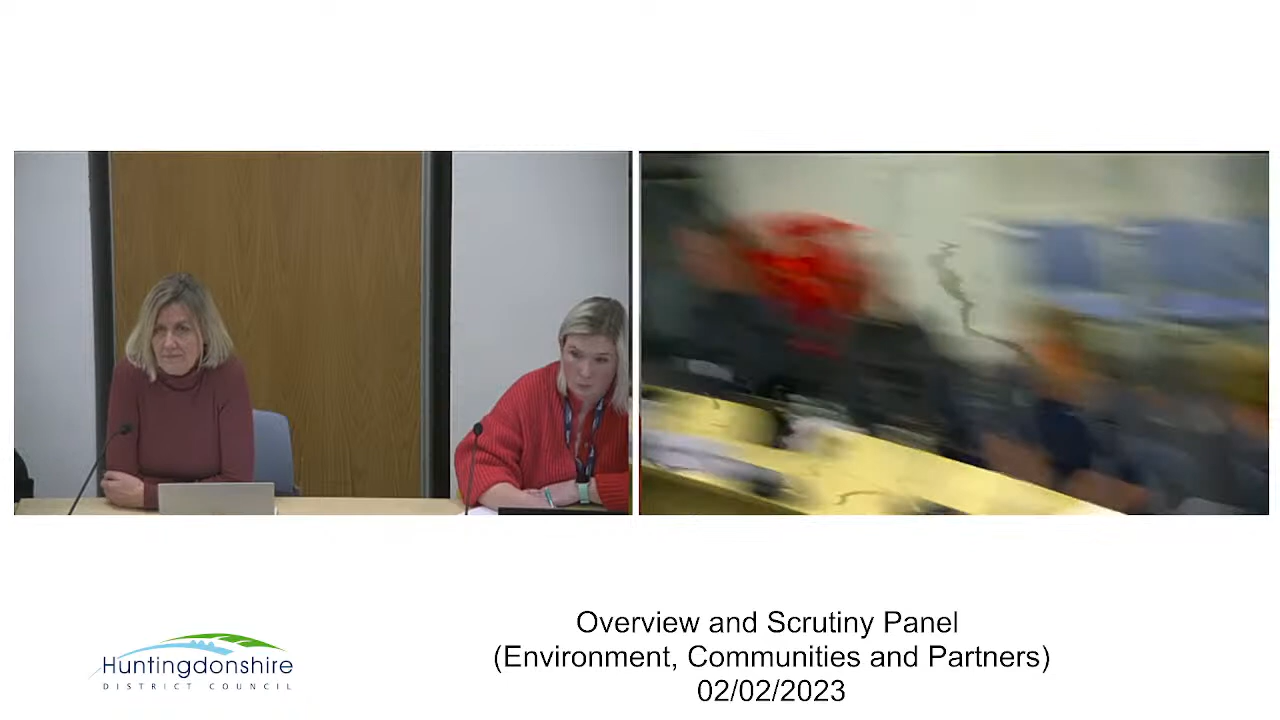 Huntingdonshire
DISTRICT COUNCIL
Overview and Scrutiny Panel
(Environment, Communities and Partners)
02/02/2023